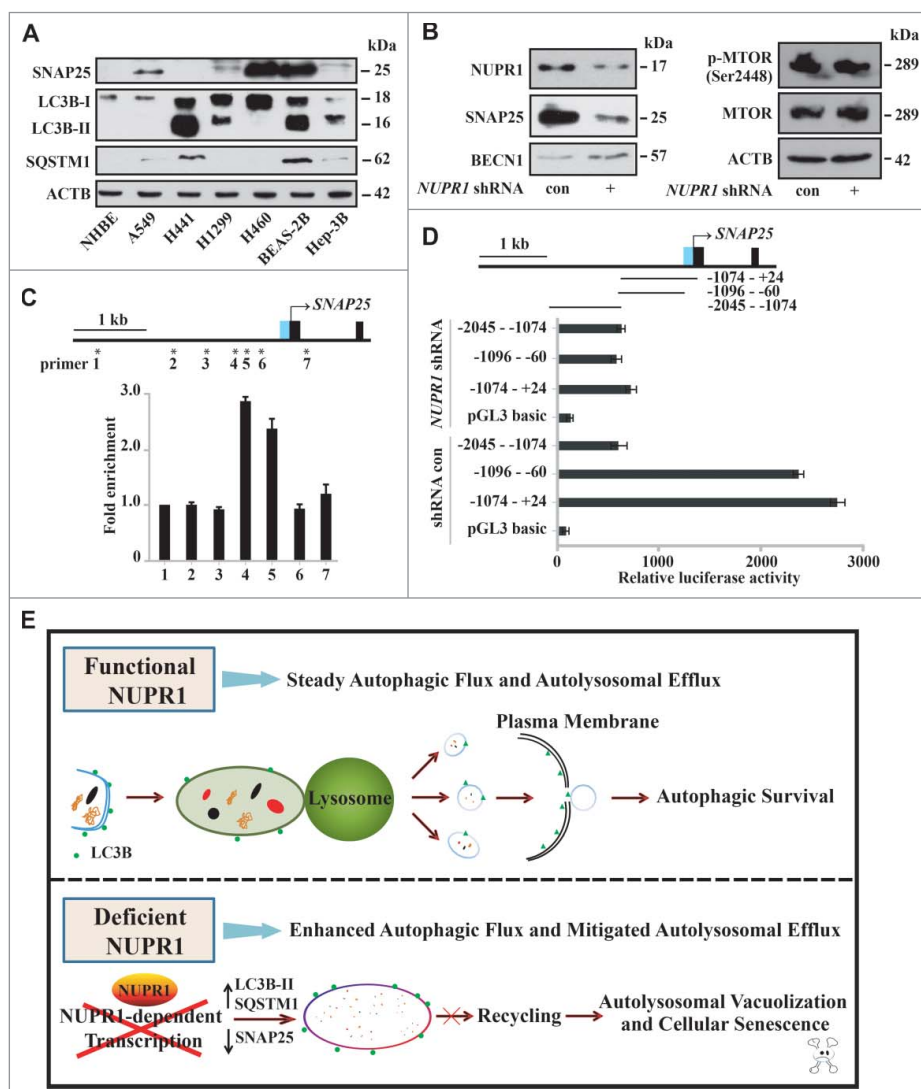 A
kDa
SNAP25
25
LC3B-I
18
LC3B-II
16
SQSTM1
62
ACTB
42
NHBE
A549
H441
H1299
H460
BEAS-2B
Hep-3B
B
kDa
NUPR1
17
SNAP25
25
BECN1
57
NUPR1 shRNA con +
kDa
p-MTOR
(Ser2448)
289
MTOR
289
ACTB
42
NUPR1 shRNA con +
C
1 kb
SNAP25
* * * * * * *
primer 1 2 3 4 5 6 7
Fold enrichment
3.0
2.0
1.0
0
1 2 3 4 5 6 7
D
1 kb
SNAP25
-1074 - +24
-1096 - -60
-2045 - -1074
NUPR1 shRNA
-2045 - -1074
-1096 - -60
-1074 - +24
pGL3 basic
shRNA con
-2045 - -1074
-1096 - -60
-1074 - +24
pGL3 basic
0 1000 2000 3000
Relative luciferase activity
E
Functional
NUPR1
Steady Autophagic Flux and Autolysosomal Efflux
Plasma Membrane
Lysosome
Autophagic Survival
LC3B
Deficient
NUPR1
Enhanced Autophagic Flux and Mitigated Autolysosomal Efflux
NUPR1
NUPR1-dependent
Transcription
LC3B-II
SQSTM1
SNAP25
Recycling
Autolysosomal Vacuolization
and Cellular Senescence